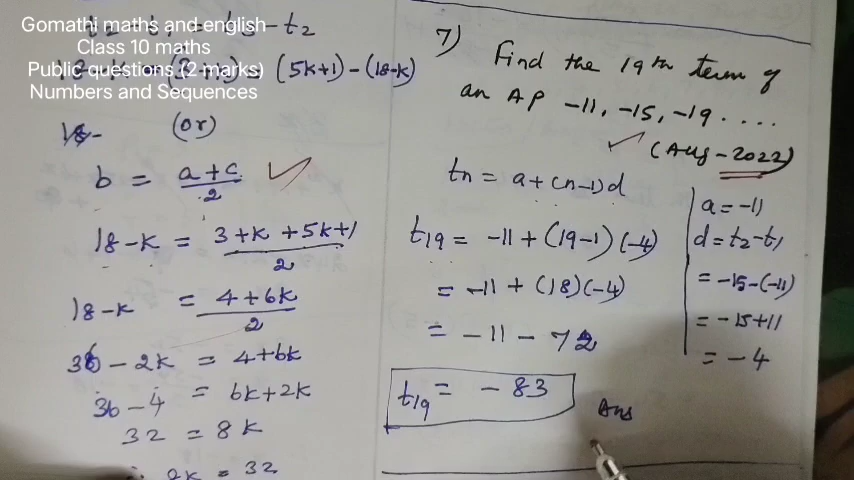 Gomathi maths and english
Class 10 maths
Public questions (2 marks)
Numbers and Sequences
(5k+1) - (18-k)
18-
(or)
b = a+c/2
18-k = 3+k+5k+1/2
18-k = 4+6k/2
36 - 2k = 4+6k
36 - 4 = 6k+2k
32 = 8k
8k = 32
7) Find the 19th term of
an AP -11, -15, -19 ....
(Aug-2022)
tn = a+(n-1)d
t19 = -11+(19-1)(-4)
= -11+(18)(-4)
= -11 - 72
t19 = -83
Ans
a = -11
d = t2-t1
= -15-(-11)
= -15+11
= -4